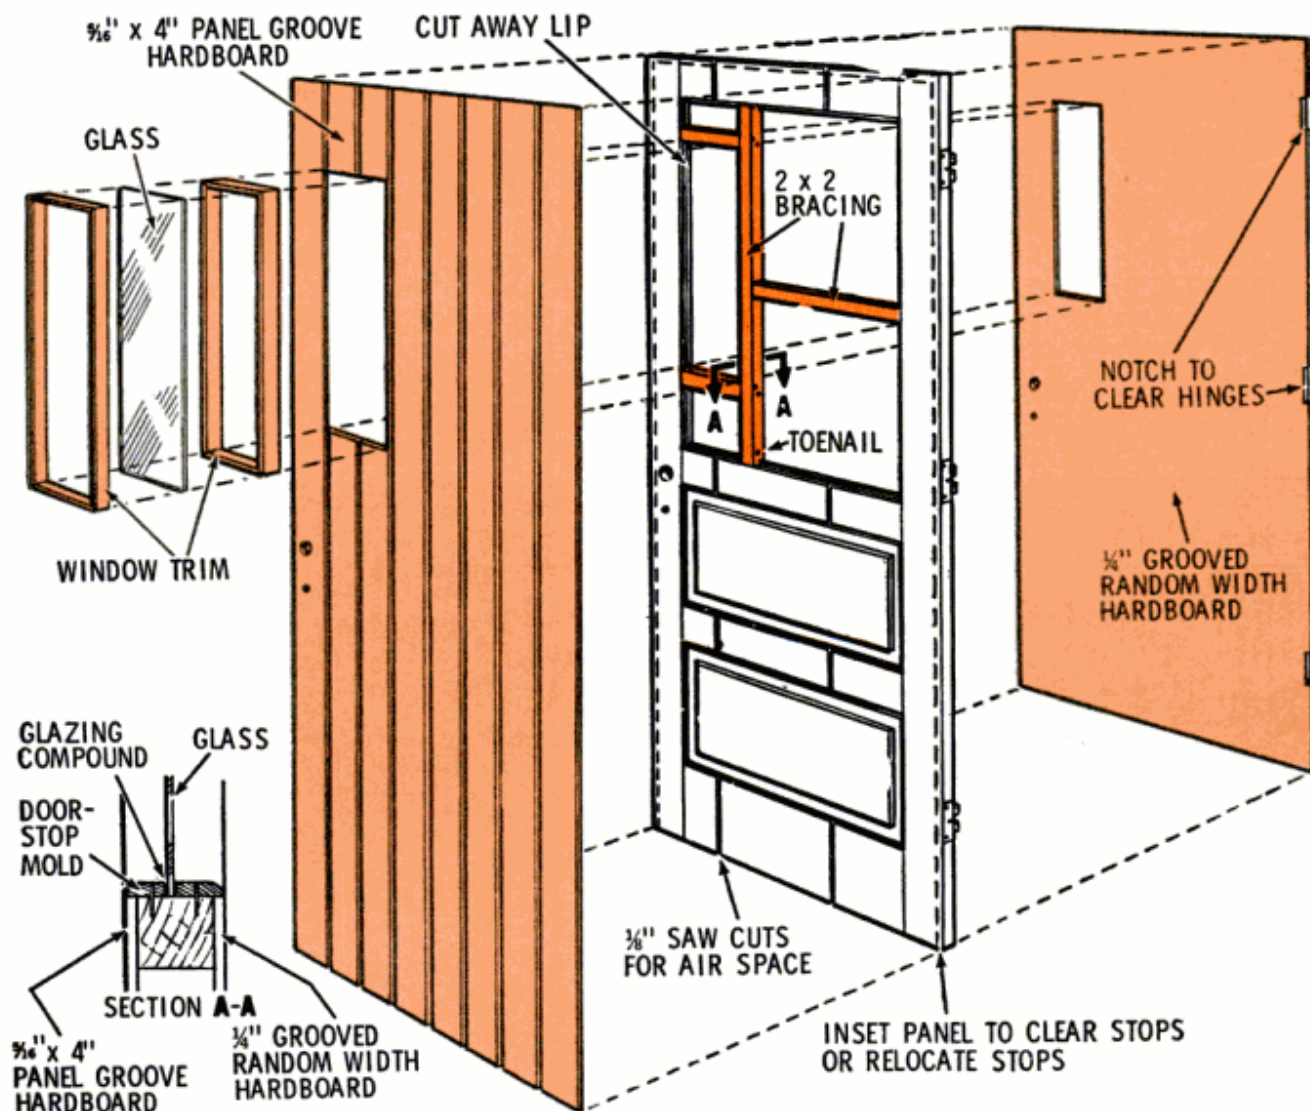 5/16" x 4" PANEL GROOVE
HARDBOARD
CUT AWAY LIP
GLASS
2 x 2
BRACING
NOTCH TO
CLEAR HINGES
A
A
TOENAIL
WINDOW TRIM
1/4" GROOVED
RANDOM WIDTH
HARDBOARD
GLAZING
COMPOUND
GLASS
DOOR-
STOP
MOLD
1/8" SAW CUTS
FOR AIR SPACE
SECTION A-A
INSET PANEL TO CLEAR STOPS
OR RELOCATE STOPS
5/16" x 4"
PANEL GROOVE
HARDBOARD
1/4" GROOVED
RANDOM WIDTH
HARDBOARD